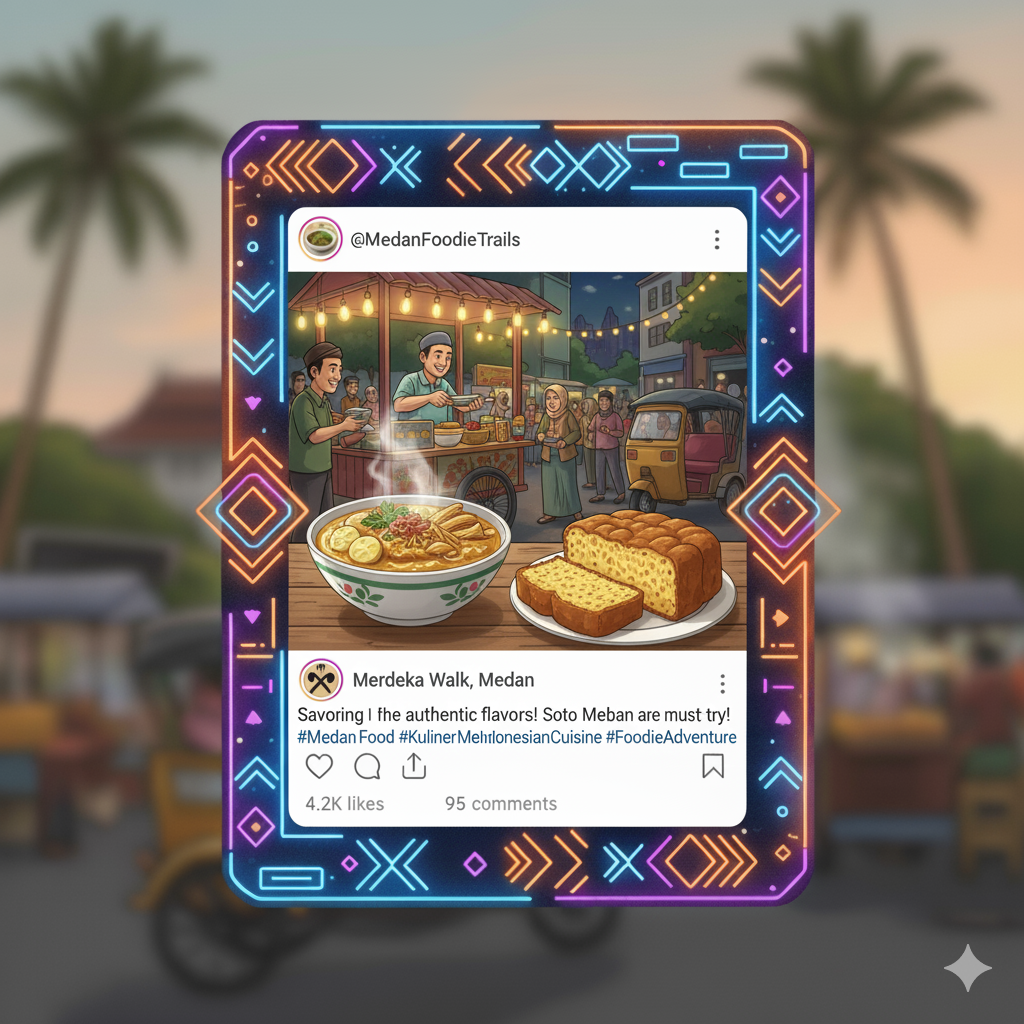 @MedanFoodieTrails
Merdeka Walk, Medan
Savoring l fhe authentic flavors! Soto Meban are must try!
#Medan Food #KulinerMehıIonesianCuisine #FoodieAdventure
4.2K likes 95 comments